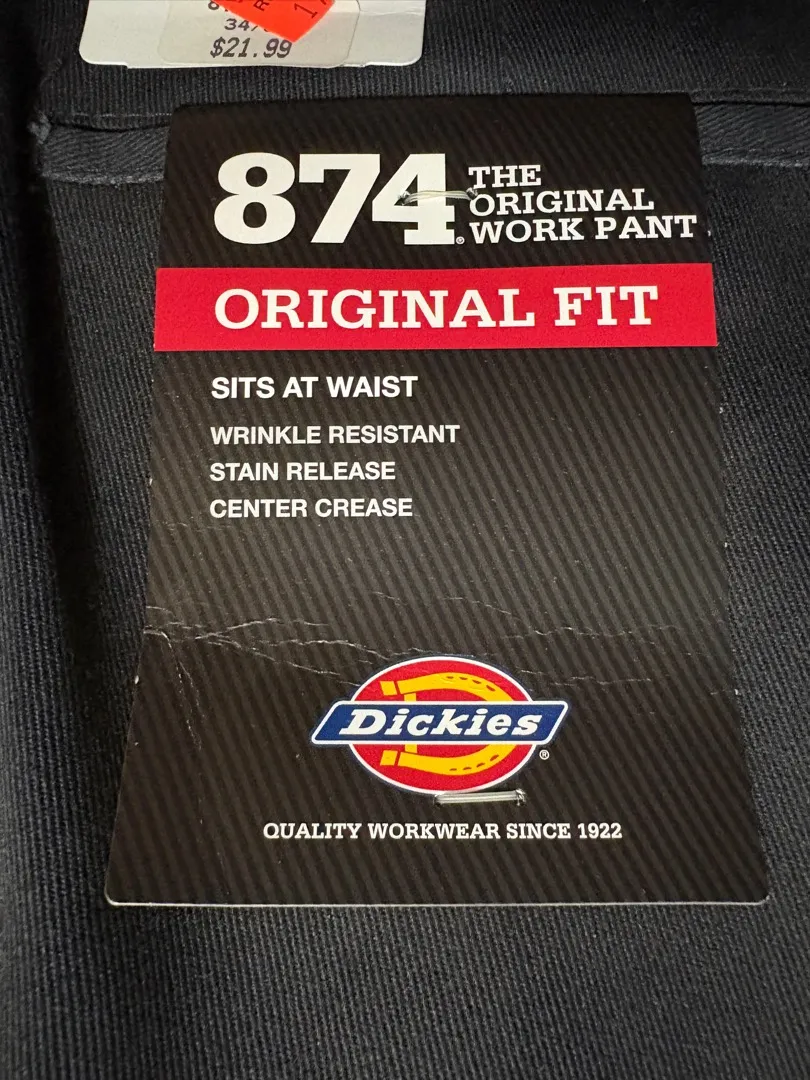 $21.99
874® THE
ORIGINAL
WORK PANT
ORIGINAL FIT
SITS AT WAIST
WRINKLE RESISTANT
STAIN RELEASE
CENTER CREASE
Dickies®
QUALITY WORKWEAR SINCE 1922